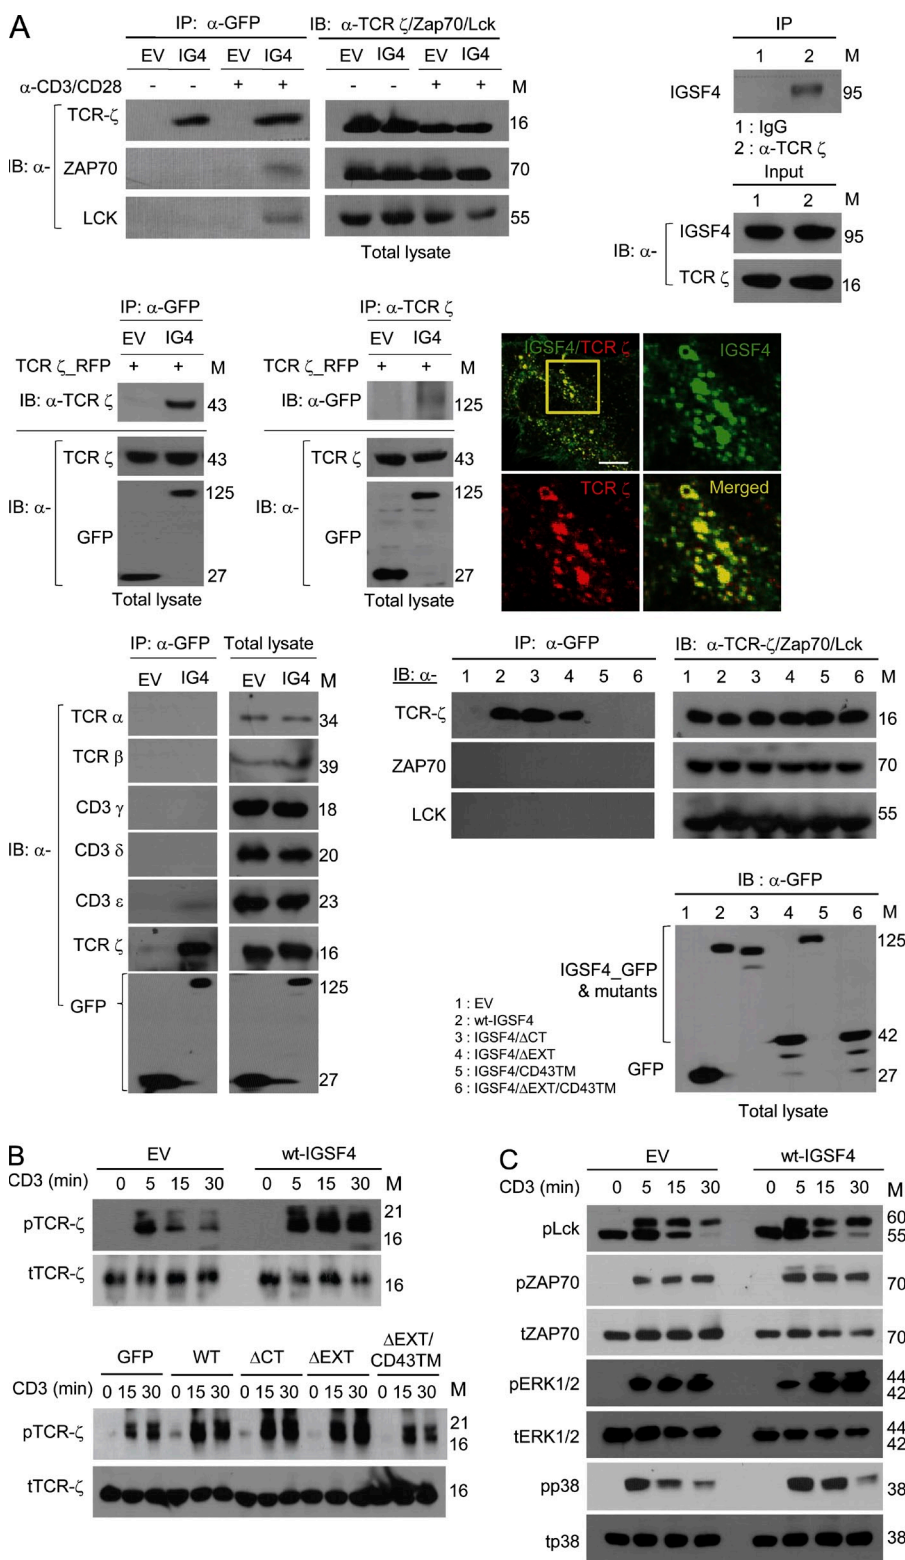 A
IP: α-GFP
IB: α-TCR ζ/Zap70/Lck
EV IG4 EV IG4 EV IG4 EV IG4
α-CD3/CD28 - - + + - - + + M
IB: α-
TCR-ζ 16
ZAP70 70
LCK 55
Total lysate
IP
1 2 M
IGSF4 95
1 : IgG
2 : α-TCR ζ
Input
1 2 M
IB: α-
IGSF4 95
TCR ζ 16
IP: α-GFP
EV IG4
TCR ζ_RFP + + M
IB: α-TCR ζ 43
IB: α-
TCR ζ 43
125
GFP
27
Total lysate
IP: α-TCR ζ
EV IG4
TCR ζ_RFP + + M
IB: α-GFP 125
IB: α-
TCR ζ 43
125
GFP
27
Total lysate
IGSF4/TCR ζ
IGSF4
TCR ζ
Merged
IP: α-GFP Total lysate
EV IG4 EV IG4 M
IB: α-
TCR α 34
TCR β 39
CD3 γ 18
CD3 δ 20
CD3 ε 23
TCR ζ 16
GFP 125
27
IP: α-GFP
IB: α-TCR-ζ/Zap70/Lck
IB: α-
1 2 3 4 5 6 1 2 3 4 5 6 M
TCR-ζ 16
ZAP70 70
LCK 55
IB : α-GFP
1 2 3 4 5 6 M
125
IGSF4_GFP
& mutants
42
GFP 27
Total lysate
1 : EV
2 : wt-IGSF4
3 : IGSF4/ΔCT
4 : IGSF4/ΔEXT
5 : IGSF4/CD43TM
6 : IGSF4/ΔEXT/CD43TM
B
EV wt-IGSF4
CD3 (min) 0 5 15 30 0 5 15 30 M
pTCR-ζ 21
16
tTCR-ζ 16
GFP WT ΔCT ΔEXT ΔEXT/
CD43TM
CD3 (min) 0 15 30 0 15 30 0 15 30 0 15 30 0 15 30 M
pTCR-ζ 21
16
tTCR-ζ 16
C
EV wt-IGSF4
CD3 (min) 0 5 15 30 0 5 15 30 M
pLck 60
55
pZAP70 70
tZAP70 70
pERK1/2 44
42
tERK1/2 44
42
pp38 38
tp38 38